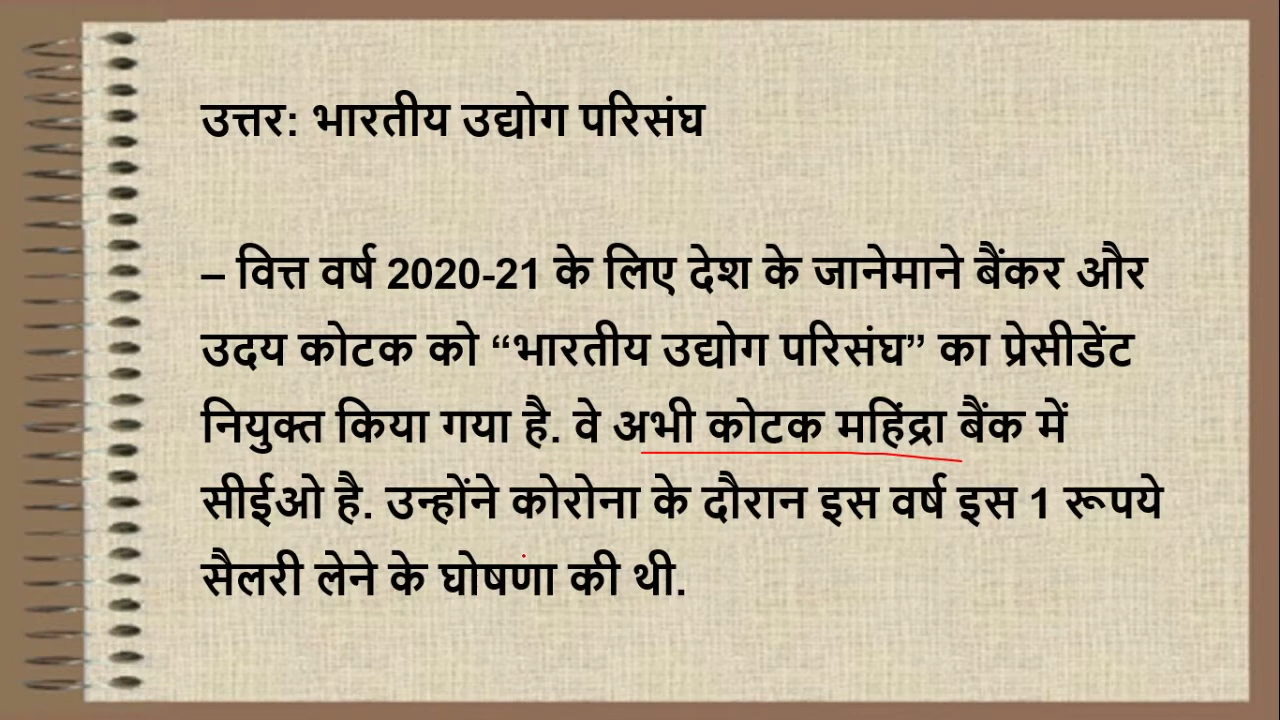 उत्तर: भारतीय उद्योग परिसंघ
– वित्त वर्ष 2020-21 के लिए देश के जानेमाने बैंकर और
उदय कोटक को “भारतीय उद्योग परिसंघ” का प्रेसीडेंट
नियुक्त किया गया है. वे अभी कोटक महिंद्रा बैंक में
सीईओ है. उन्होंने कोरोना के दौरान इस वर्ष इस 1 रूपये
सैलरी लेने के घोषणा की थी.